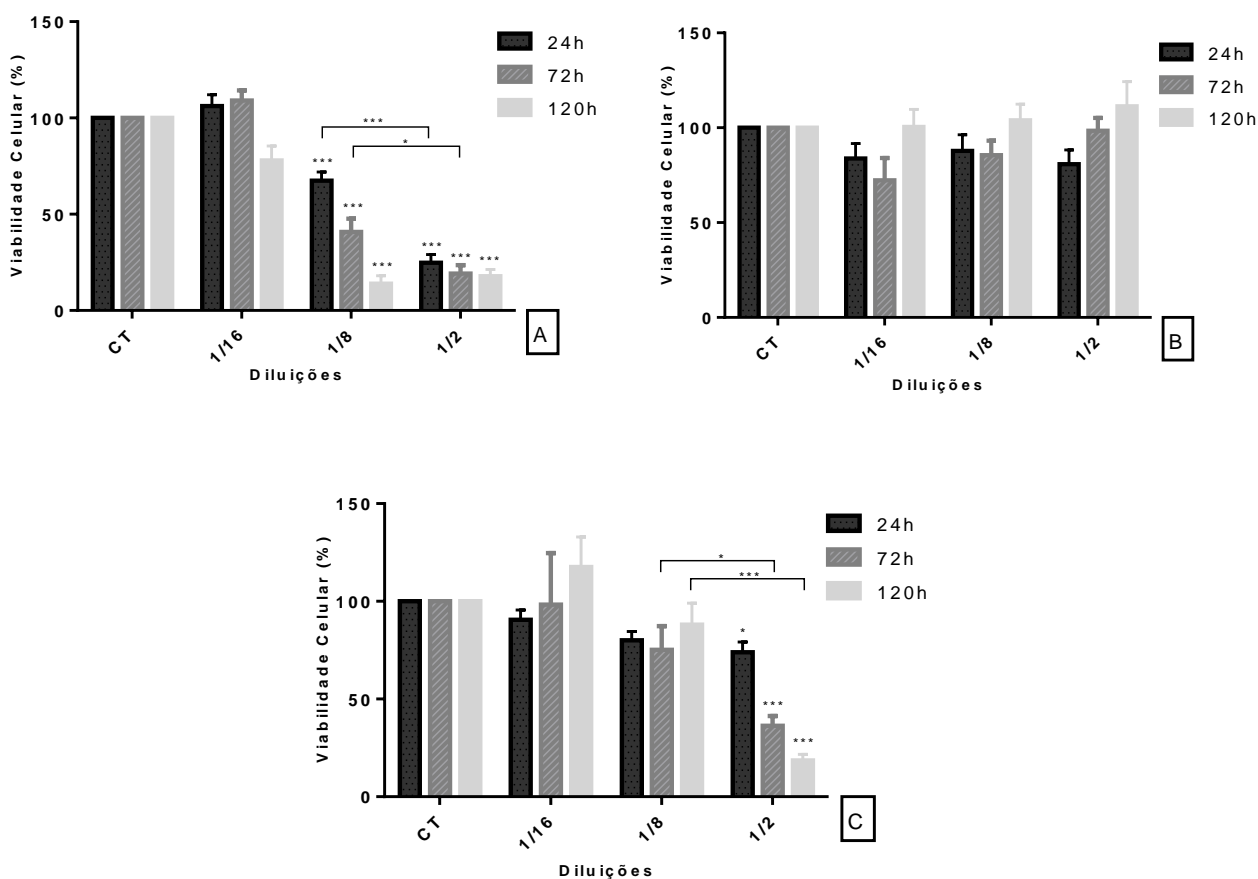 Viabilidade Celular (%)
150
100
50
0
24h
72h
120h
***
*
***
***
***
***
***
***
CT
1/16
1/8
1/2
Diluições
A
Viabilidade Celular (%)
150
100
50
0
24h
72h
120h
CT
1/16
1/8
1/2
Diluições
B
Viabilidade Celular (%)
150
100
50
0
24h
72h
120h
*
***
*
***
***
CT
1/16
1/8
1/2
Diluições
C